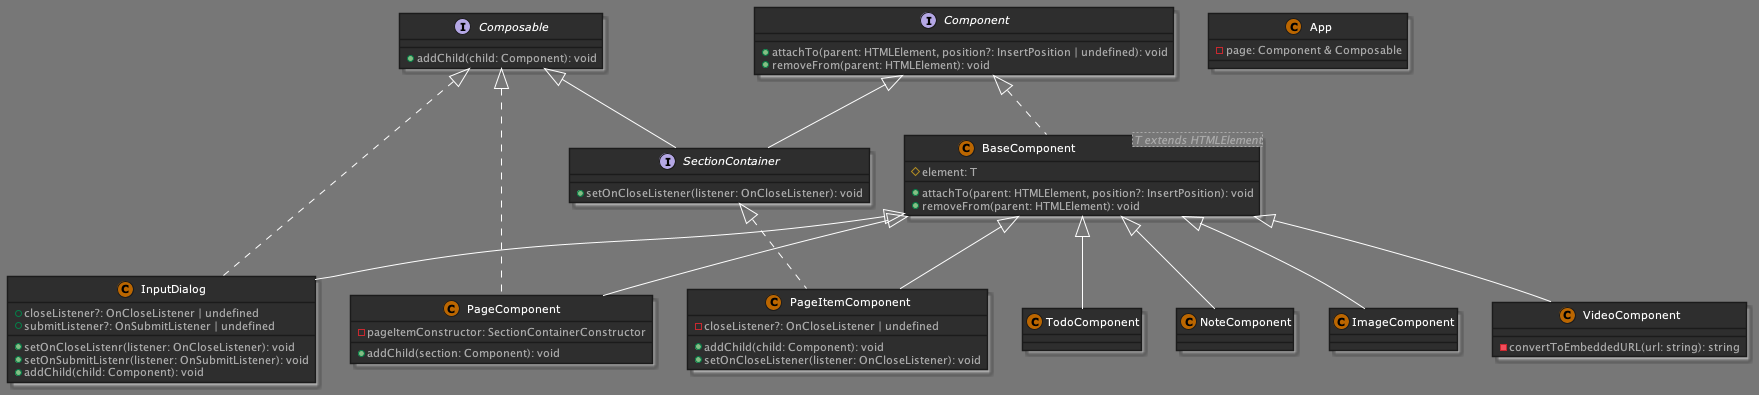 I Composable
addChild(child: Component): void
I Component
attachTo(parent: HTMLElement, position?: InsertPosition | undefined): void
removeFrom(parent: HTMLElement): void
C App
page: Component & Composable
I SectionContainer
setOnCloseListener(listener: OnCloseListener): void
T extends HTMLElement
C BaseComponent
element: T
attachTo(parent: HTMLElement, position?: InsertPosition): void
removeFrom(parent: HTMLElement): void
C InputDialog
closeListener?: OnCloseListener | undefined
submitListener?: OnSubmitListener | undefined
setOnCloseListenr(listener: OnCloseListener): void
setOnSubmitListenr(listener: OnSubmitListener): void
addChild(child: Component): void
C PageComponent
pageItemConstructor: SectionContainerConstructor
addChild(section: Component): void
C PageItemComponent
closeListener?: OnCloseListener | undefined
addChild(child: Component): void
setOnCloseListener(listener: OnCloseListener): void
C TodoComponent
C NoteComponent
C ImageComponent
C VideoComponent
convertToEmbeddedURL(url: string): string